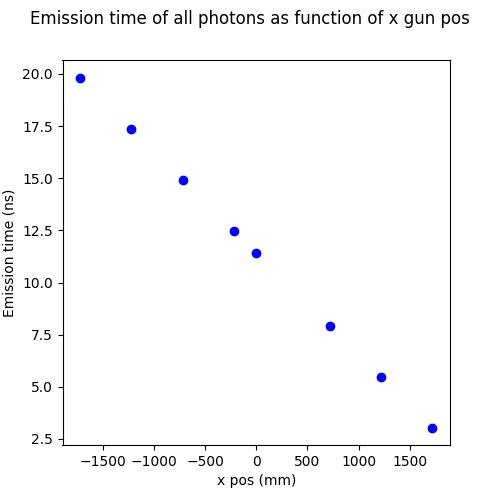 Emission time of all photons as function of x gun pos
20.0
17.5
15.0
12.5
10.0
7.5
5.0
2.5
Emission time (ns)
−1500 −1000 −500 0 500 1000 1500
x pos (mm)